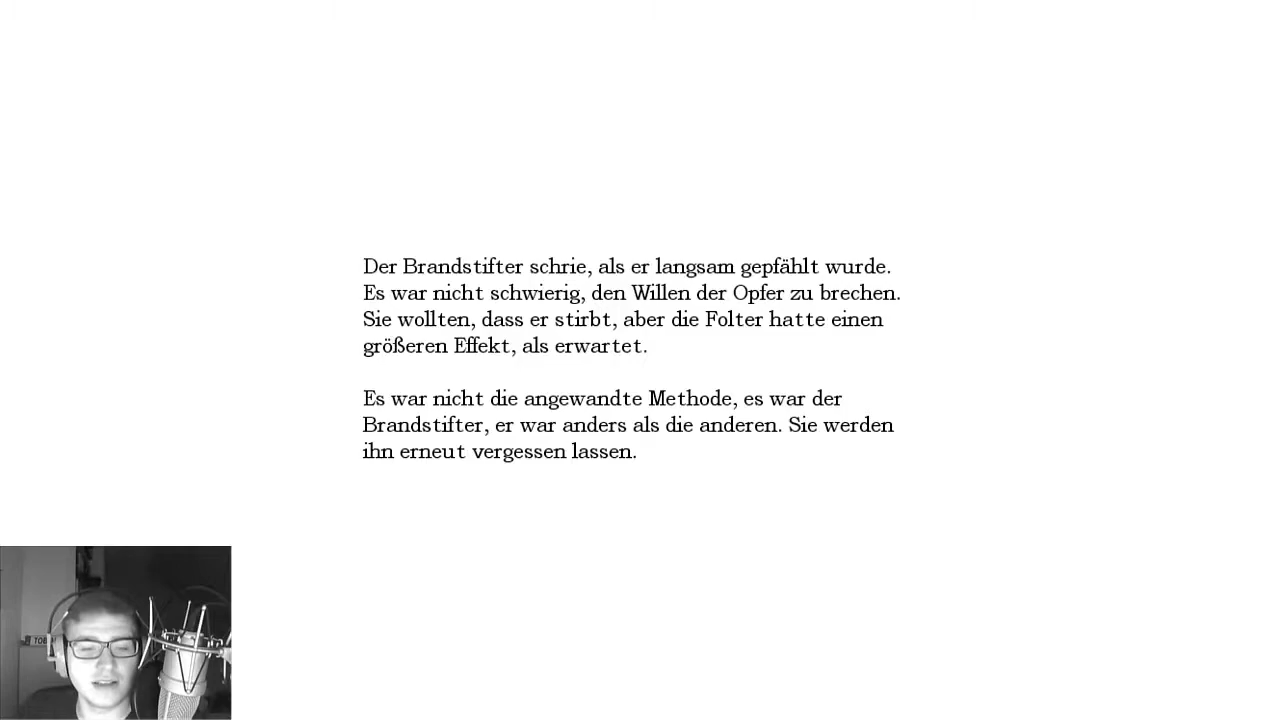 Der Brandstifter schrie, als er langsam gepfählt wurde.
Es war nicht schwierig, den Willen der Opfer zu brechen.
Sie wollten, dass er stirbt, aber die Folter hatte einen
größeren Effekt, als erwartet.
Es war nicht die angewandte Methode, es war der
Brandstifter, er war anders als die anderen. Sie werden
ihn erneut vergessen lassen.